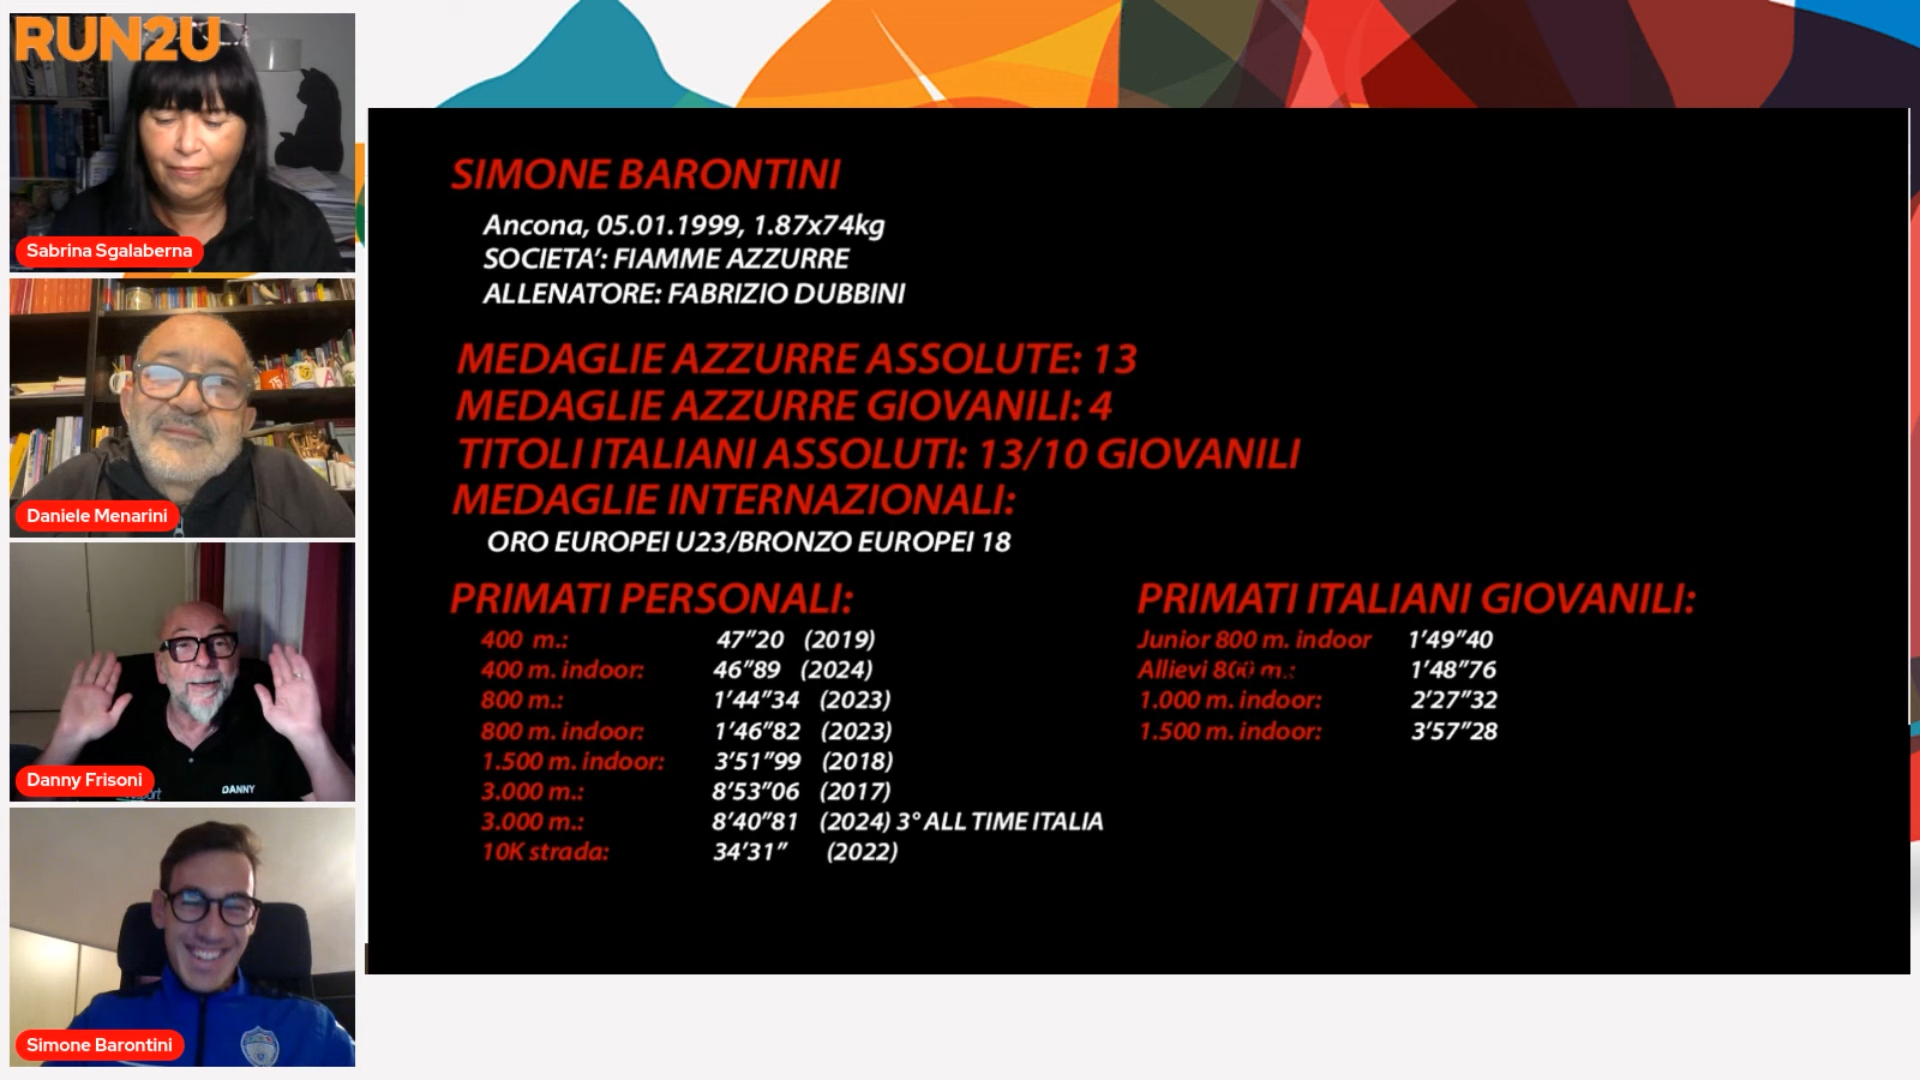 RUN2U
Sabrina Sgalaberna
Daniele Menarini
DANNY
Danny Frisoni
Simone Barontini
SIMONE BARONTINI
Ancona, 05.01.1999, 1.87x74kg
SOCIETA’: FIAMME AZZURRE
ALLENATORE: FABRIZIO DUBBINI
MEDAGLIE AZZURRE ASSOLUTE: 13
MEDAGLIE AZZURRE GIOVANILI: 4
TITOLI ITALIANI ASSOLUTI: 13/10 GIOVANILI
MEDAGLIE INTERNAZIONALI:
ORO EUROPEI U23/BRONZO EUROPEI 18
PRIMATI PERSONALI:
400 m.: 47”20 (2019)
400 m. indoor: 46”89 (2024)
800 m.: 1’44”34 (2023)
800 m. indoor: 1’46”82 (2023)
1.500 m. indoor: 3’51”99 (2018)
3.000 m.: 8’53”06 (2017)
3.000 m.: 8’40”81 (2024) 3° ALL TIME ITALIA
10K strada: 34’31” (2022)
PRIMATI ITALIANI GIOVANILI:
Junior 800 m. indoor 1’49”40
Allievi 800 m.: 1’48”76
1.000 m. indoor: 2’27”32
1.500 m. indoor: 3’57”28